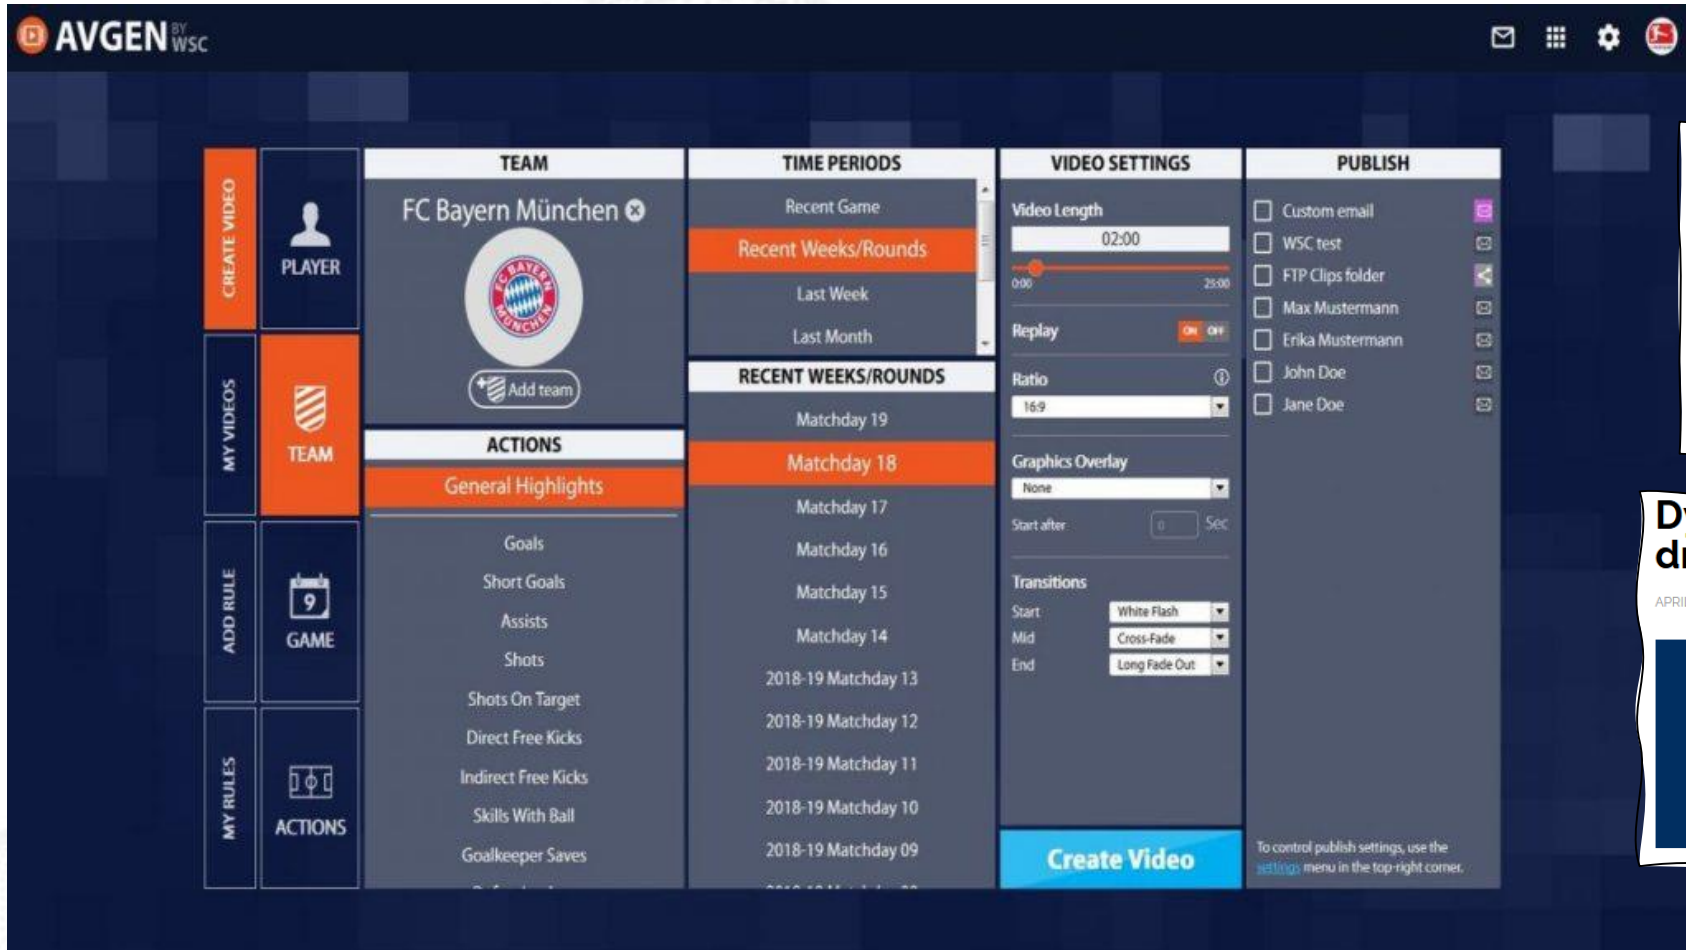 AVGEN BY WSC
CREATE VIDEO
MY VIDEOS
ADD RULE
MY RULES
PLAYER
TEAM
9
GAME
ACTIONS
TEAM
FC Bayern München
FC BAYERN
MÜNCHEN
Add team
ACTIONS
General Highlights
Goals
Short Goals
Assists
Shots
Shots On Target
Direct Free Kicks
Indirect Free Kicks
Skills With Ball
Goalkeeper Saves
TIME PERIODS
Recent Game
Recent Weeks/Rounds
Last Week
Last Month
RECENT WEEKS/ROUNDS
Matchday 19
Matchday 18
Matchday 17
Matchday 16
Matchday 15
Matchday 14
2018-19 Matchday 13
2018-19 Matchday 12
2018-19 Matchday 11
2018-19 Matchday 10
2018-19 Matchday 09
VIDEO SETTINGS
Video Length
02:00
0:00 25:00
Replay ON OFF
Ratio
16:9
Graphics Overlay
None
Start after 0 Sec
Transitions
Start White Flash
Mid Cross-Fade
End Long Fade Out
Create Video
PUBLISH
Custom email
WSC test
FTP Clips folder
Max Mustermann
Erika Mustermann
John Doe
Jane Doe
To control publish settings, use the
settings menu in the top-right corner.